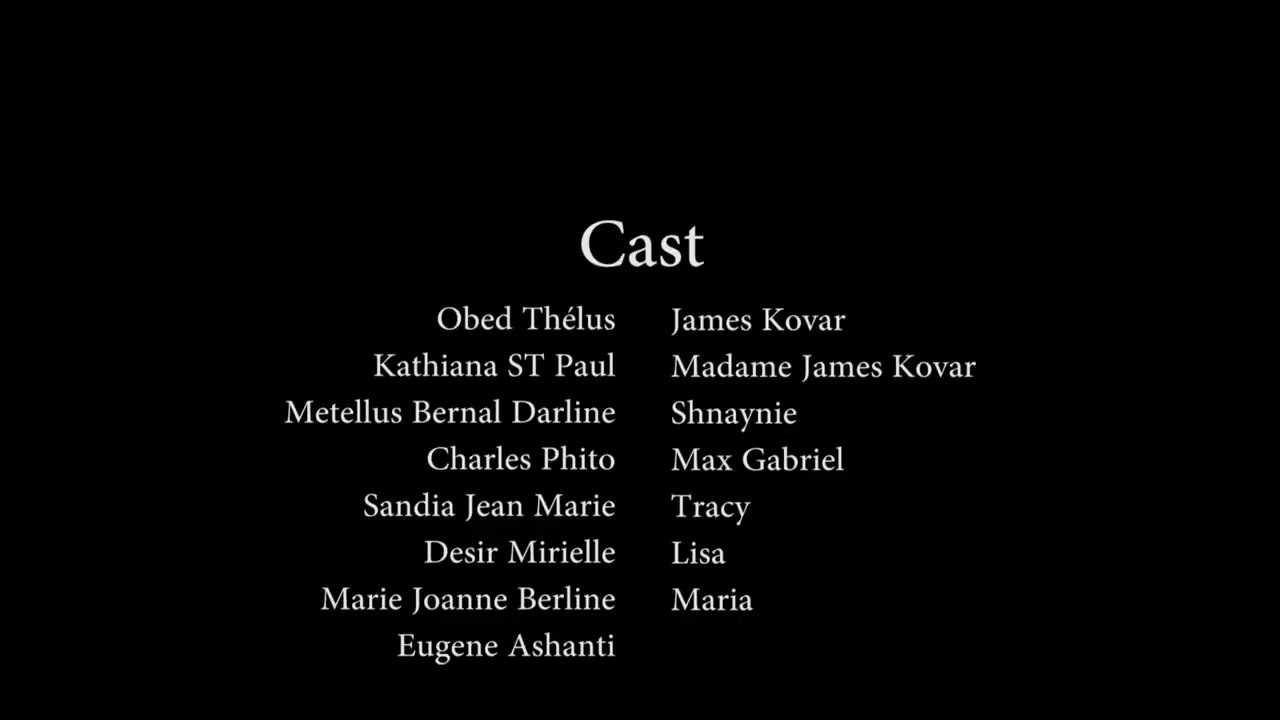 Cast
Obed Thélus James Kovar
Kathiana ST Paul Madame James Kovar
Metellus Bernal Darline Shnaynie
Charles Phito Max Gabriel
Sandia Jean Marie Tracy
Desir Mirielle Lisa
Marie Joanne Berline Maria
Eugene Ashanti